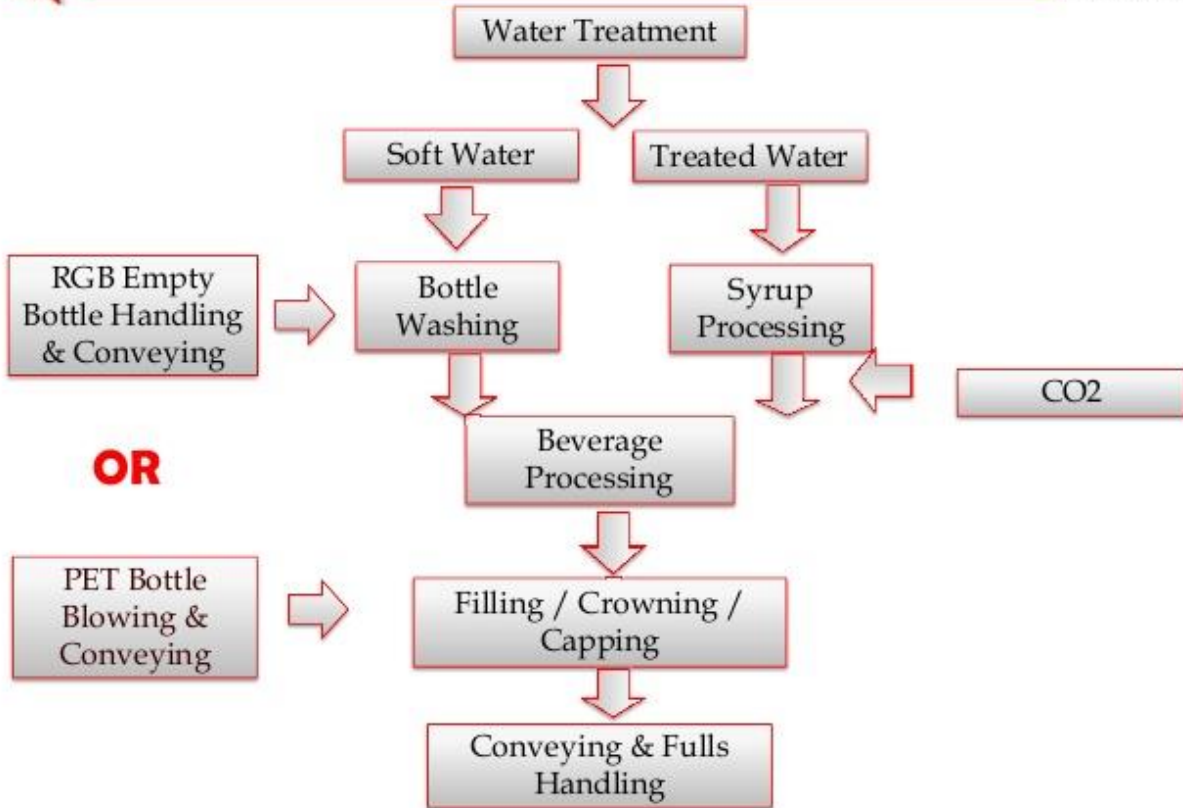 Water Treatment
Soft Water
Treated Water
RGB Empty
Bottle Handling
& Conveying
Bottle
Washing
Syrup
Processing
CO2
OR
Beverage
Processing
PET Bottle
Blowing &
Conveying
Filling / Crowning /
Capping
Conveying & Fulls
Handling